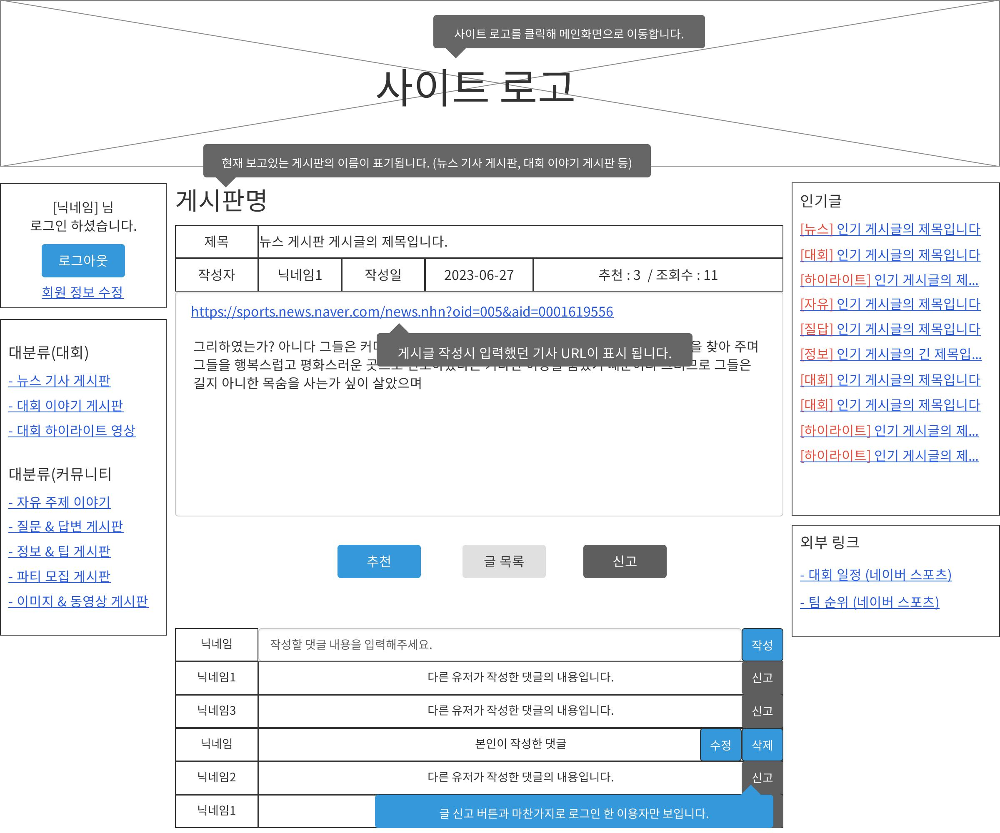 사이트 로고를 클릭해 메인화면으로 이동합니다.
사이트 로고
현재 보고있는 게시판의 이름이 표기됩니다. (뉴스 기사 게시판, 대회 이야기 게시판 등)
[닉네임] 님
로그인 하셨습니다.
로그아웃
회원 정보 수정
대분류(대회)
- 뉴스 기사 게시판
- 대회 이야기 게시판
- 대회 하이라이트 영상
대분류(커뮤니티
- 자유 주제 이야기
- 질문 & 답변 게시판
- 정보 & 팁 게시판
- 파티 모집 게시판
- 이미지 & 동영상 게시판
게시판명
제목 뉴스 게시판 게시글의 제목입니다.
작성자 닉네임1 작성일 2023-06-27 추천 : 3 / 조회수 : 11
https://sports.news.naver.com/news.nhn?oid=005&aid=0001619556
게시글 작성시 입력했던 기사 URL이 표시 됩니다.
그리하였는가? 아니다 그들은 찾아 주며
그들을 행복스럽고 평화스러운 그들은
길지 아니한 목숨을 사는가 싶이 살았으며
추천 글 목록 신고
닉네임 작성할 댓글 내용을 입력해주세요. 작성
닉네임1 다른 유저가 작성한 댓글의 내용입니다. 신고
닉네임3 다른 유저가 작성한 댓글의 내용입니다. 신고
닉네임 본인이 작성한 댓글 수정 삭제
닉네임2 다른 유저가 작성한 댓글의 내용입니다. 신고
닉네임1
글 신고 버튼과 마찬가지로 로그인 한 이용자만 보입니다.
인기글
[뉴스] 인기 게시글의 제목입니다
[대회] 인기 게시글의 제목입니다
[하이라이트] 인기 게시글의 제...
[자유] 인기 게시글의 제목입니다
[질답] 인기 게시글의 제목입니다
[정보] 인기 게시글의 긴 제목입...
[대회] 인기 게시글의 제목입니다
[대회] 인기 게시글의 제목입니다
[하이라이트] 인기 게시글의 제...
[하이라이트] 인기 게시글의 제...
외부 링크
- 대회 일정 (네이버 스포츠)
- 팀 순위 (네이버 스포츠)